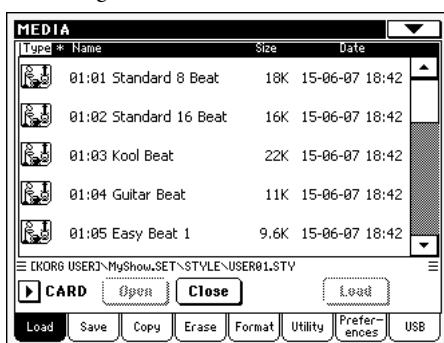 MEDIA
Type * Name Size Date
01:01 Standard 8 Beat 18K 15-06-07 18:42
01:02 Standard 16 Beat 16K 15-06-07 18:42
01:03 Kool Beat 22K 15-06-07 18:42
01:04 Guitar Beat 11K 15-06-07 18:42
01:05 Easy Beat 1 9.6K 15-06-07 18:42
[KORG USER]\MyShow.SET\STYLE\USER01.STY
CARD Open Close Load
Load Save Copy Erase Format Utility Prefer-ences USB